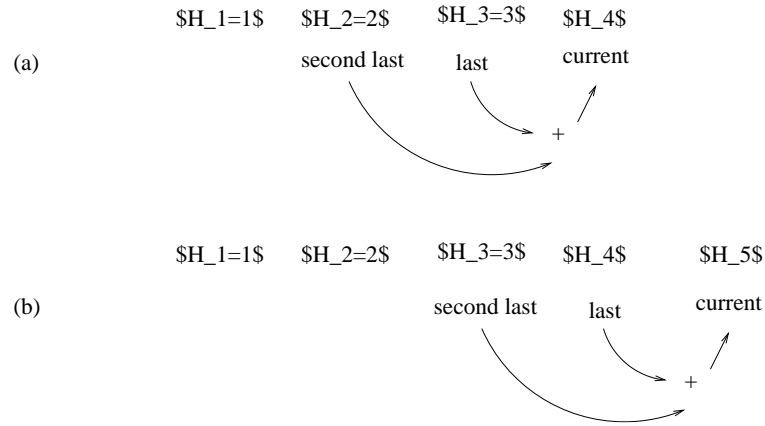 $H_1=1$ $H_2=2$ $H_3=3$ $H_4$
(a) second last last current
+
$H_1=1$ $H_2=2$ $H_3=3$ $H_4$ $H_5$
(b) second last last current
+